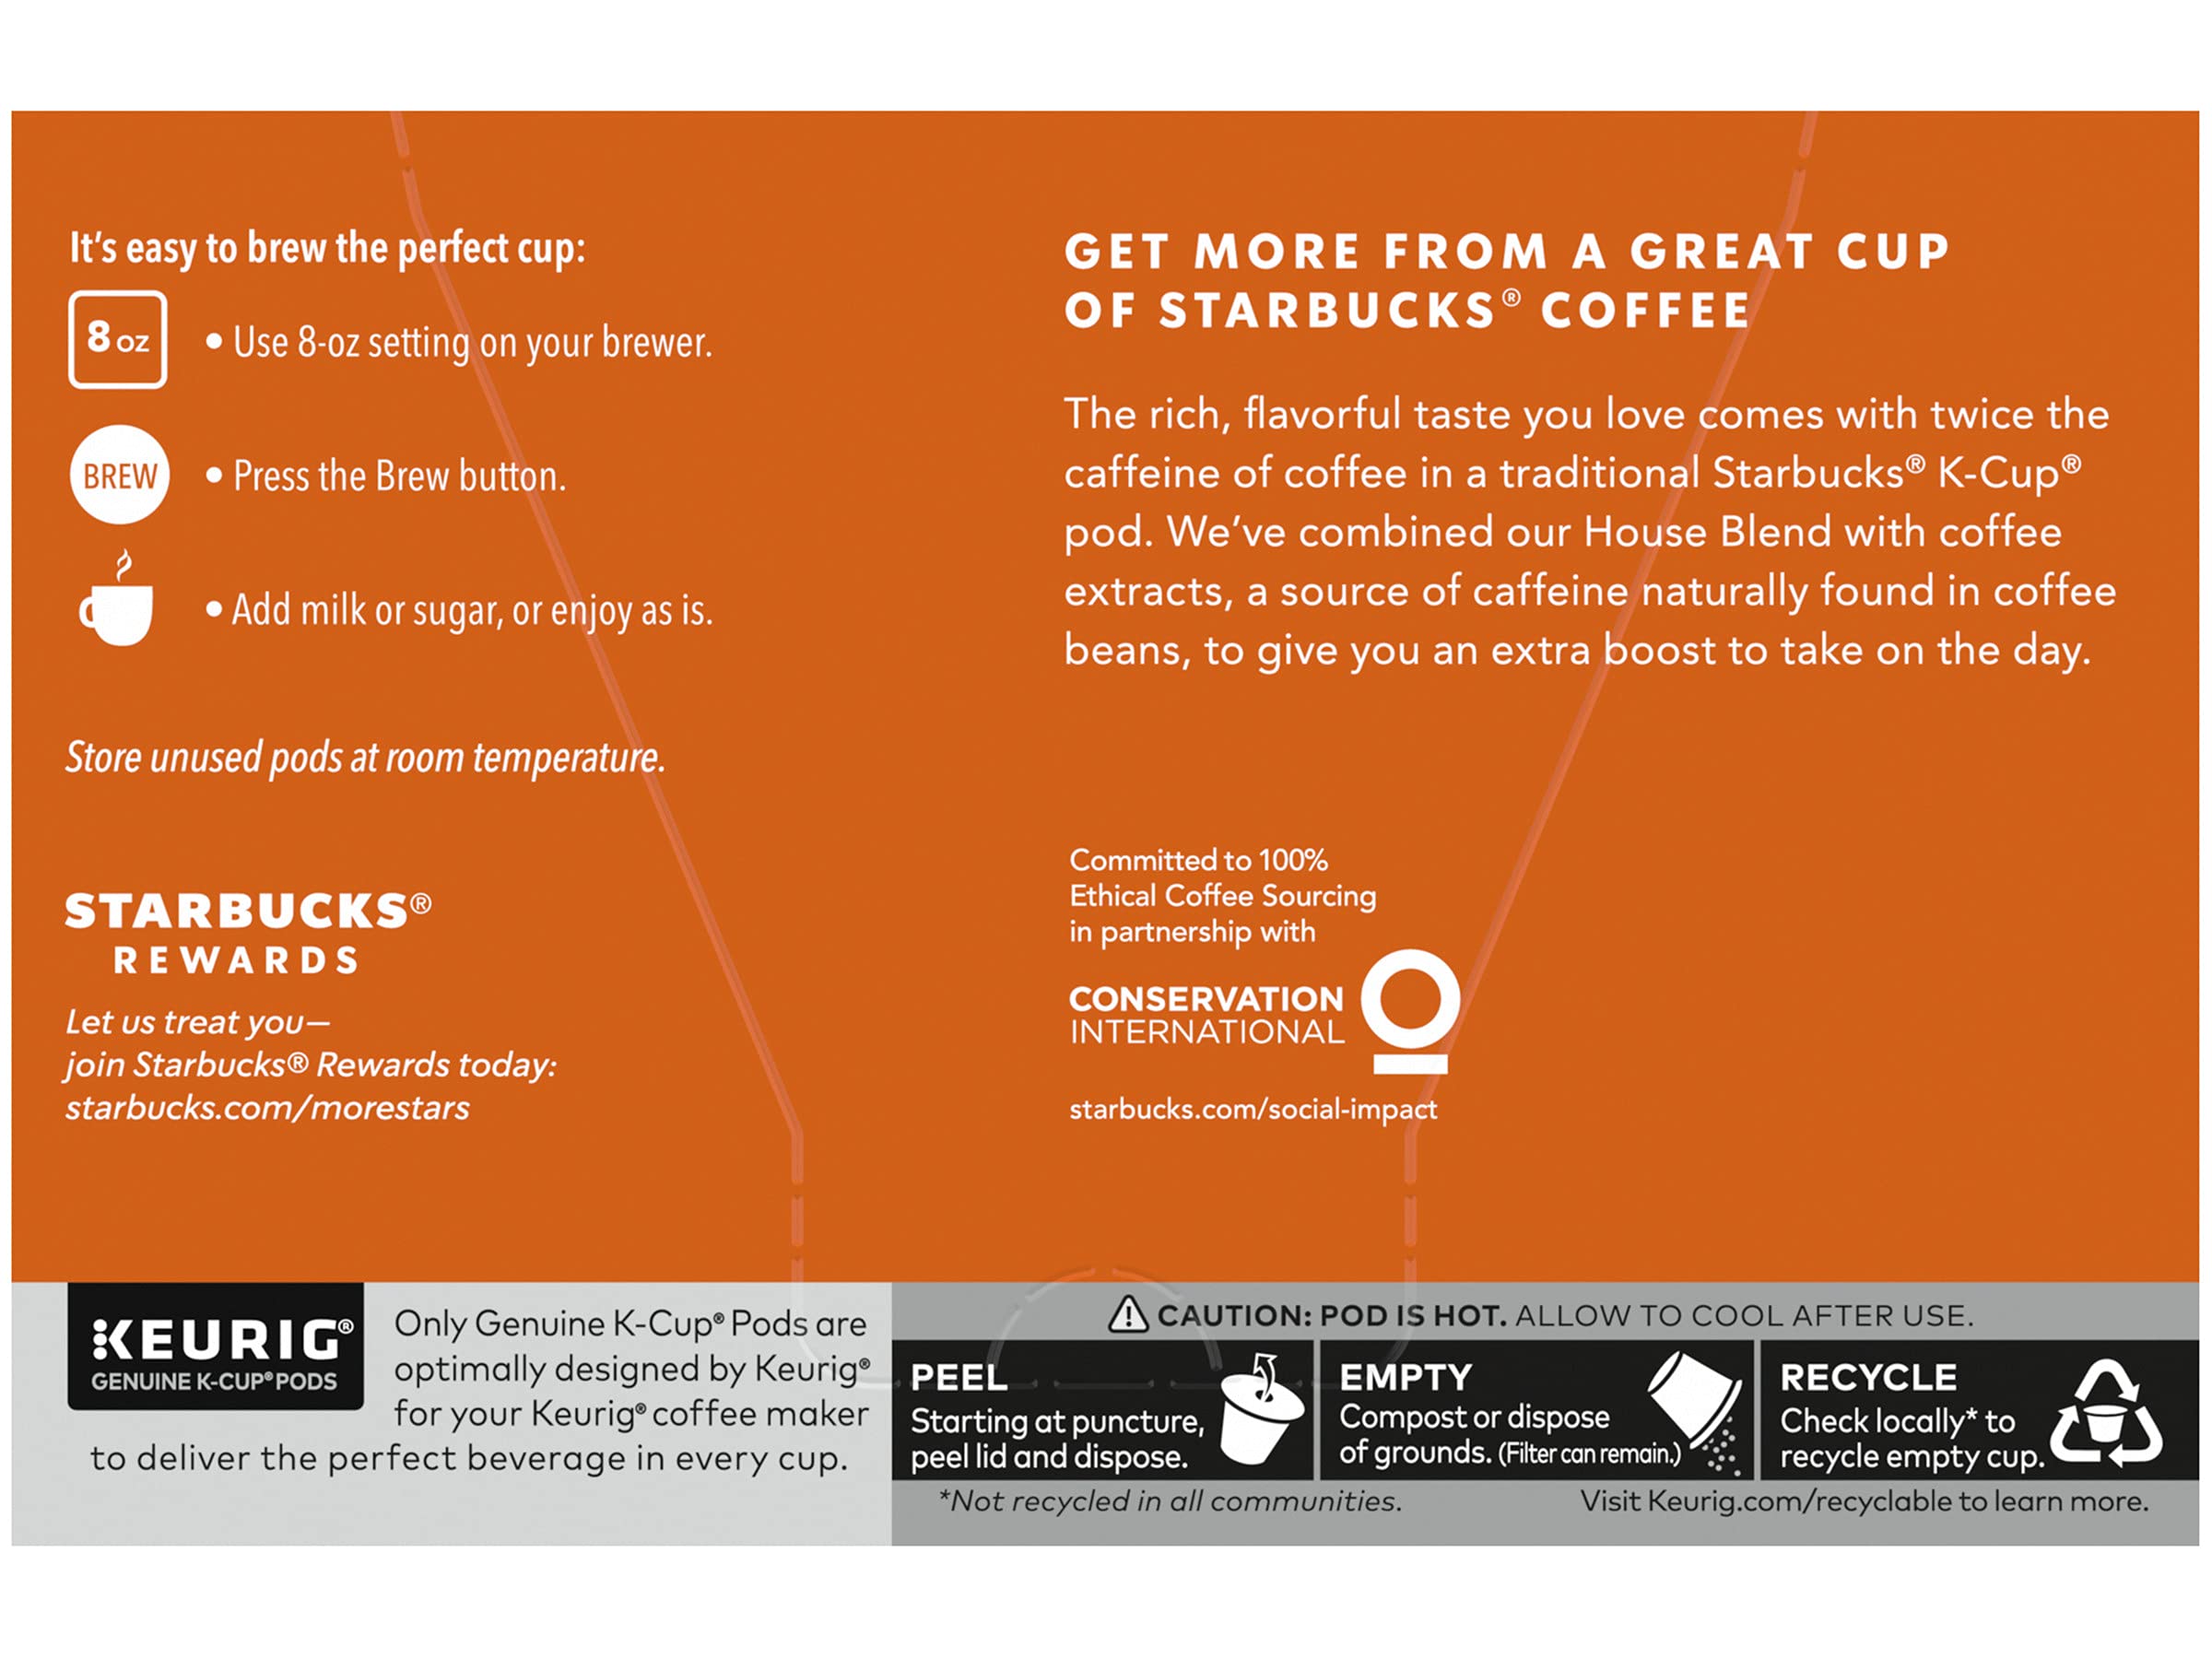 It's easy to brew the perfect cup:
8 oz
• Use 8-oz setting on your brewer.
BREW
• Press the Brew button.
• Add milk or sugar, or enjoy as is.
Store unused pods at room temperature.
STARBUCKS®
REWARDS
Let us treat you—
join Starbucks® Rewards today:
starbucks.com/morestars
GET MORE FROM A GREAT CUP
OF STARBUCKS® COFFEE
The rich, flavorful taste you love comes with twice the
caffeine of coffee in a traditional Starbucks® K-Cup®
pod. We've combined our House Blend with coffee
extracts, a source of caffeine naturally found in coffee
beans, to give you an extra boost to take on the day.
Committed to 100%
Ethical Coffee Sourcing
in partnership with
CONSERVATION
INTERNATIONAL
starbucks.com/social-impact
KEURIG®
GENUINE K-CUP® PODS
Only Genuine K-Cup® Pods are
optimally designed by Keurig®
for your Keurig® coffee maker
to deliver the perfect beverage in every cup.
CAUTION: POD IS HOT. ALLOW TO COOL AFTER USE.
PEEL
Starting at puncture,
peel lid and dispose.
EMPTY
Compost or dispose
of grounds. (Filter can remain.)
RECYCLE
Check locally* to
recycle empty cup.
*Not recycled in all communities.
Visit Keurig.com/recyclable to learn more.